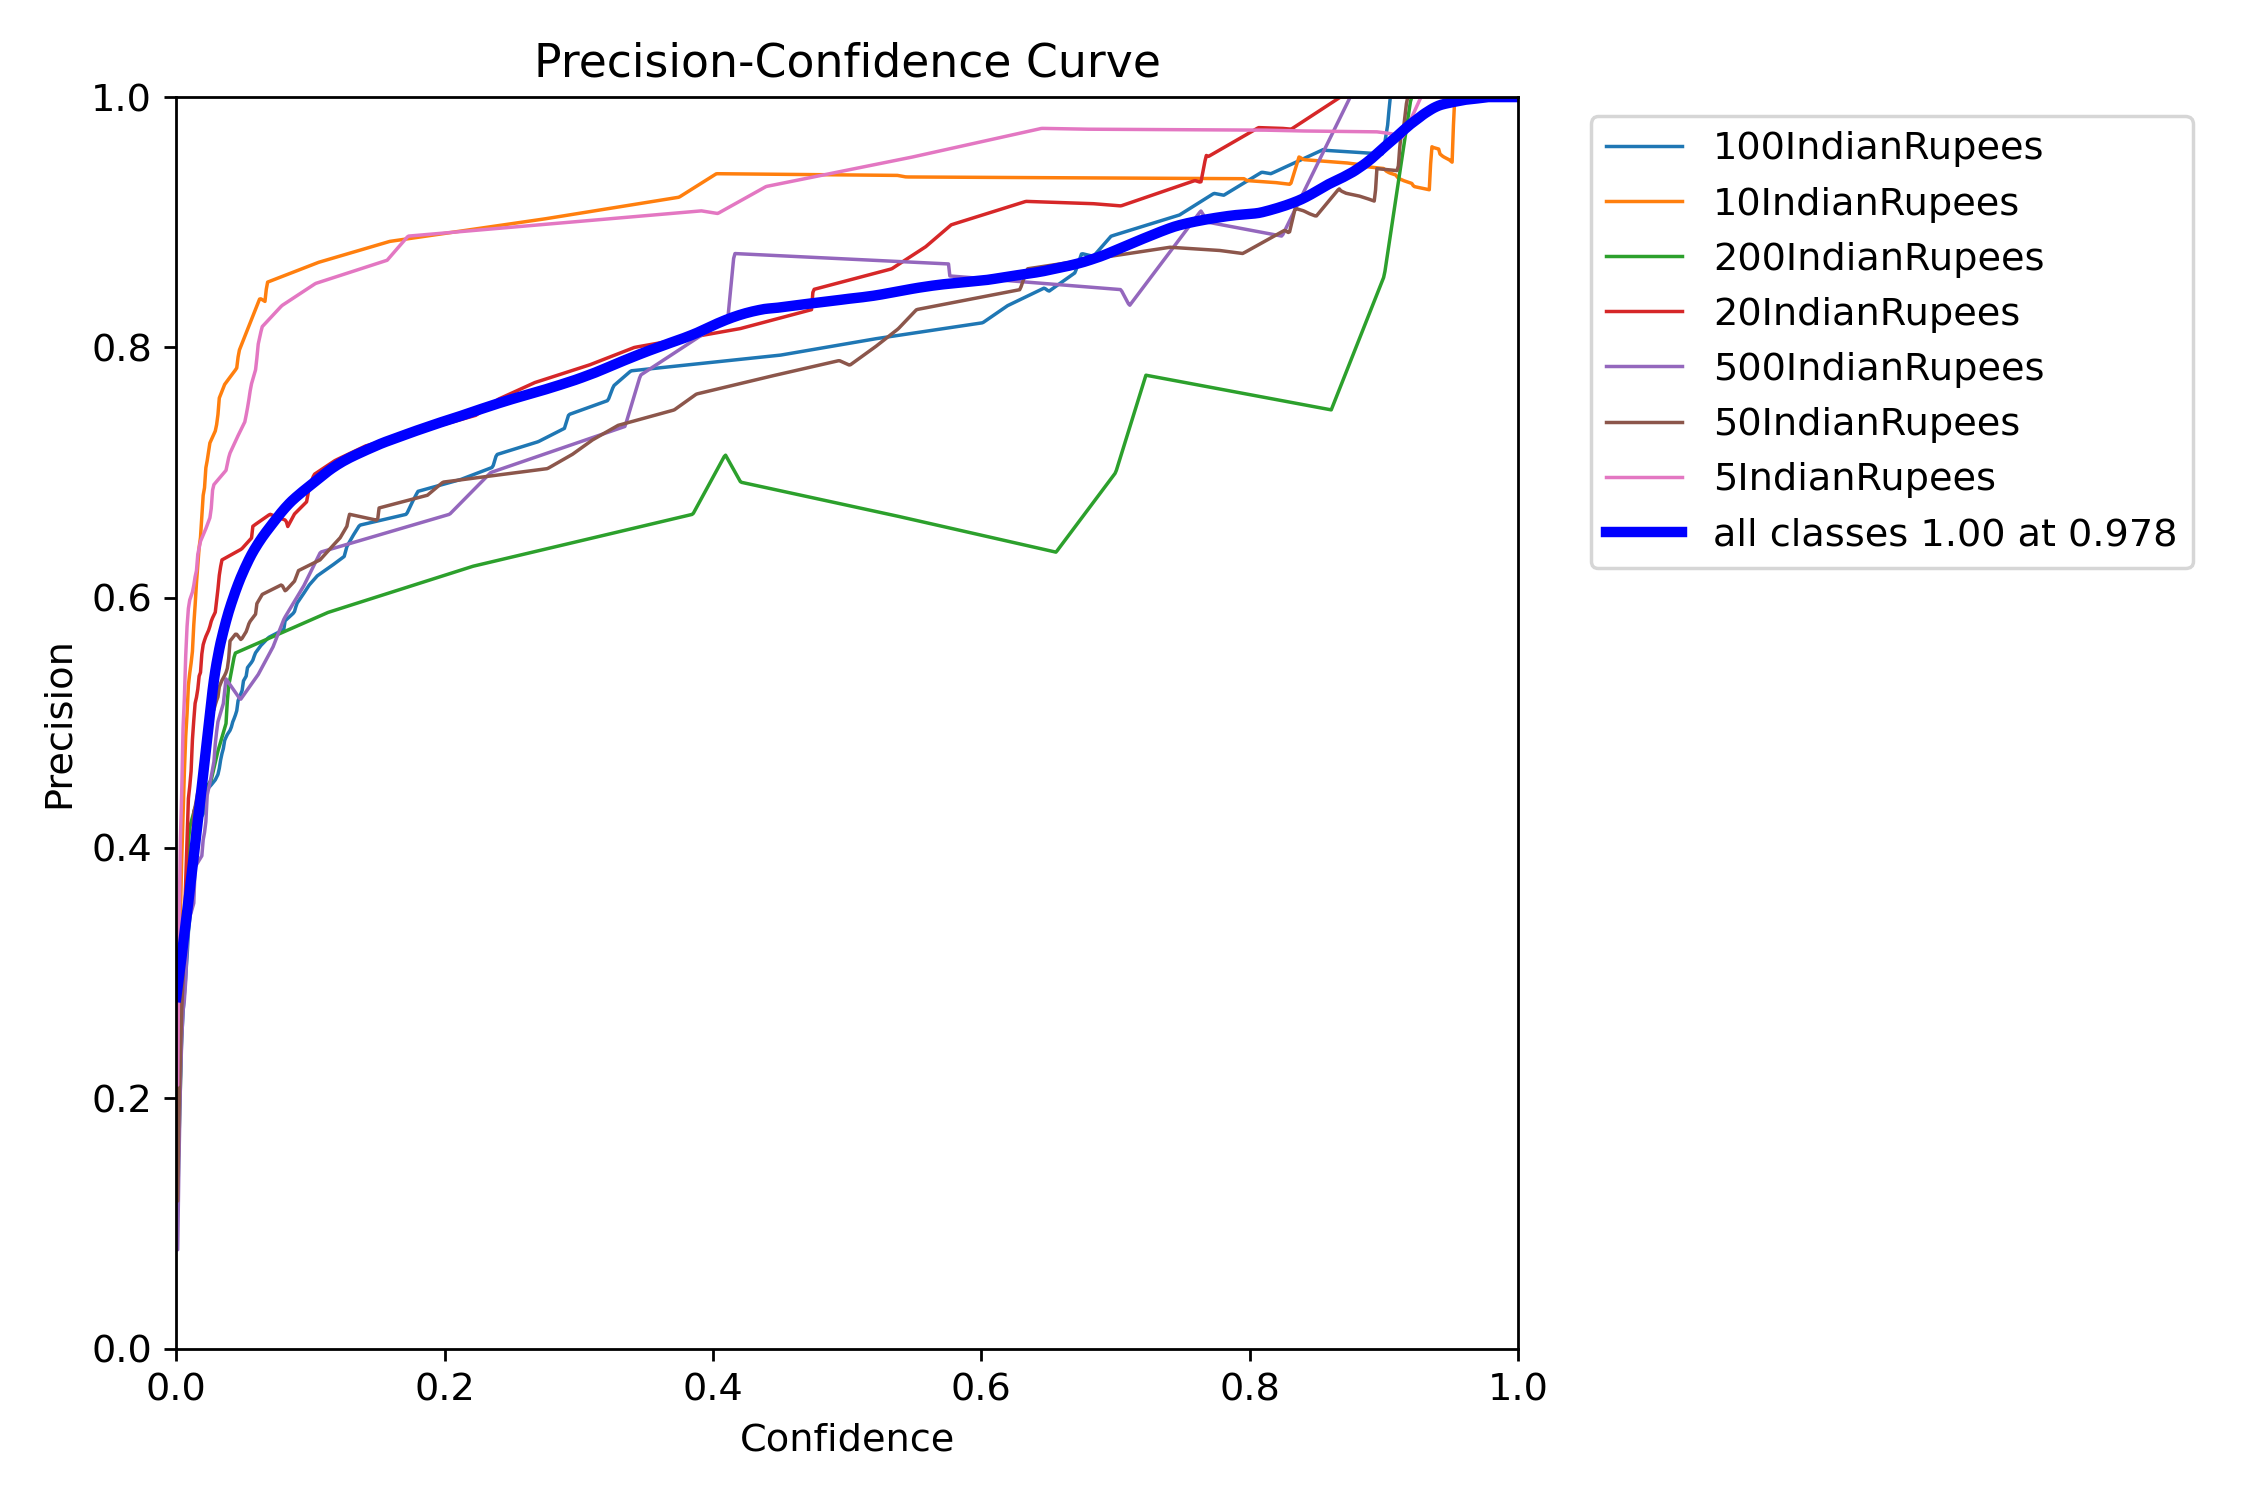 Precision-Confidence Curve
1.0
0.8
0.6
0.4
0.2
0.0
Precision
0.0 0.2 0.4 0.6 0.8 1.0
Confidence
100IndianRupees
10IndianRupees
200IndianRupees
20IndianRupees
500IndianRupees
50IndianRupees
5IndianRupees
all classes 1.00 at 0.978